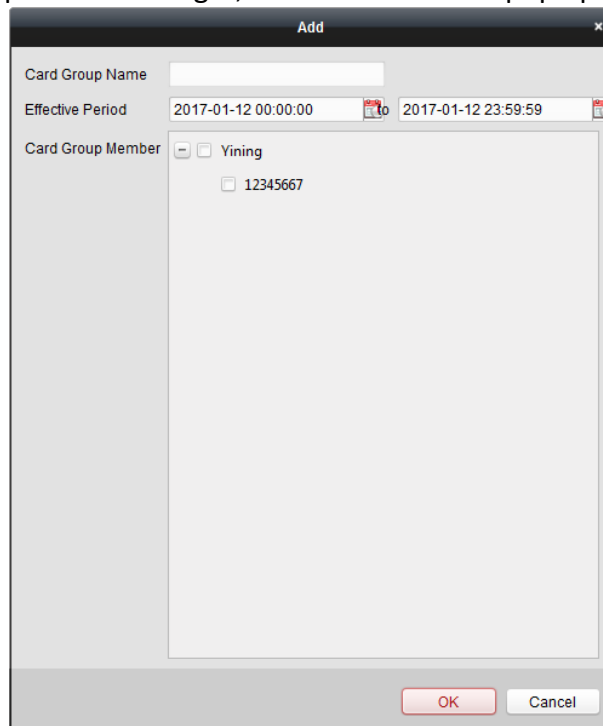 Add
Card Group Name
Effective Period 2017-01-12 00:00:00 to 2017-01-12 23:59:59
Card Group Member Yining
12345667
OK Cancel